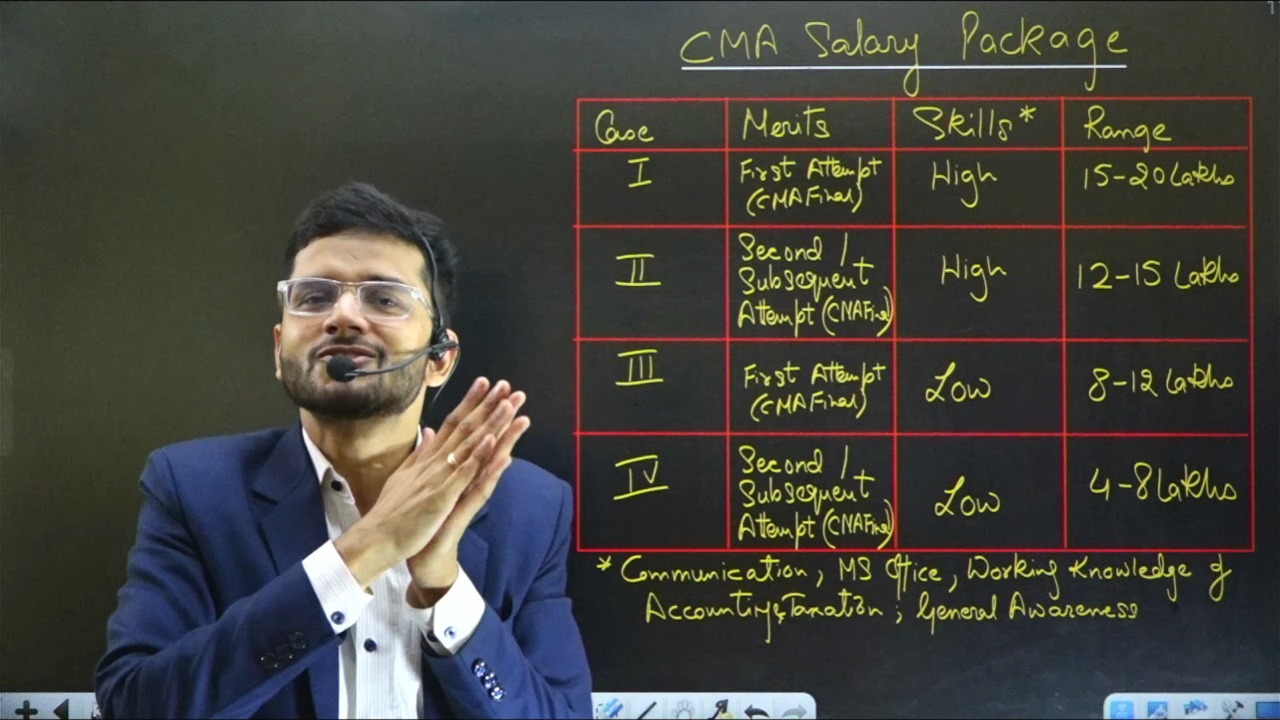 CMA Salary Package
Case Merits Skills* Range
I First Attempt (CMA Final) High 15-20 Lakhs
II Second / Subsequent Attempt (CMA Final) High 12-15 Lakhs
III First Attempt (CMA Final) Low 8-12 Lakhs
IV Second / Subsequent Attempt (CMA Final) Low 4-8 Lakhs
* Communication, MS Office, Working Knowledge of
Accounting & Taxation, General Awareness